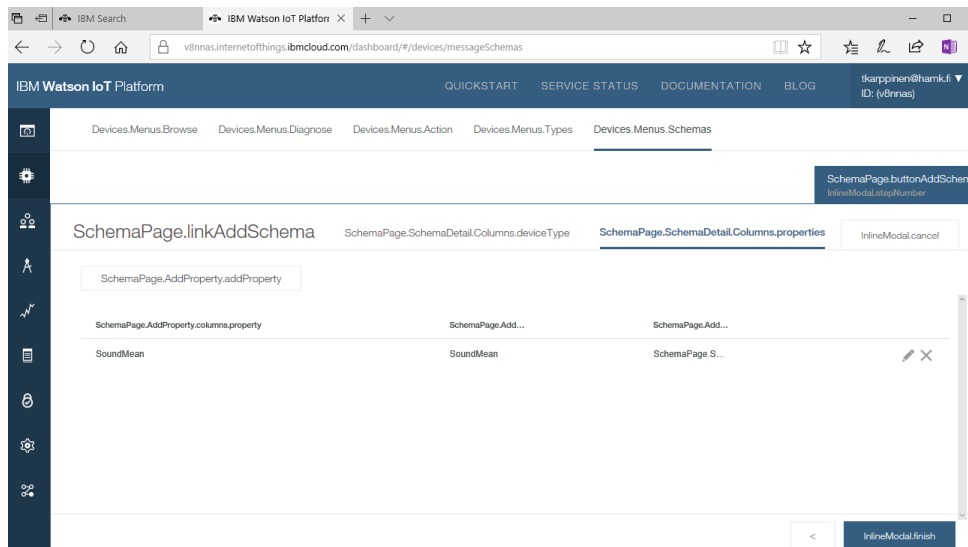 IBM Search
IBM Watson IoT Platforr
v8nnas.internetofthings.ibmcloud.com/dashboard/#/devices/messageSchemas
IBM Watson IoT Platform
QUICKSTART SERVICE STATUS DOCUMENTATION BLOG
tkarppinen@hamk.fi ▼
ID: (v8nnas)
Devices.Menus.Browse Devices.Menus.Diagnose Devices.Menus.Action Devices.Menus.Types Devices.Menus.Schemas
SchemaPage.buttonAddSchem
InlineModal.stepNumber
SchemaPage.linkAddSchema SchemaPage.SchemaDetail.Columns.deviceType SchemaPage.SchemaDetail.Columns.properties InlineModal.cancel
SchemaPage.AddProperty.addProperty
SchemaPage.AddProperty.columns.property SchemaPage.Add... SchemaPage.Add...
SoundMean SoundMean SchemaPage.S...
< InlineModal.finish